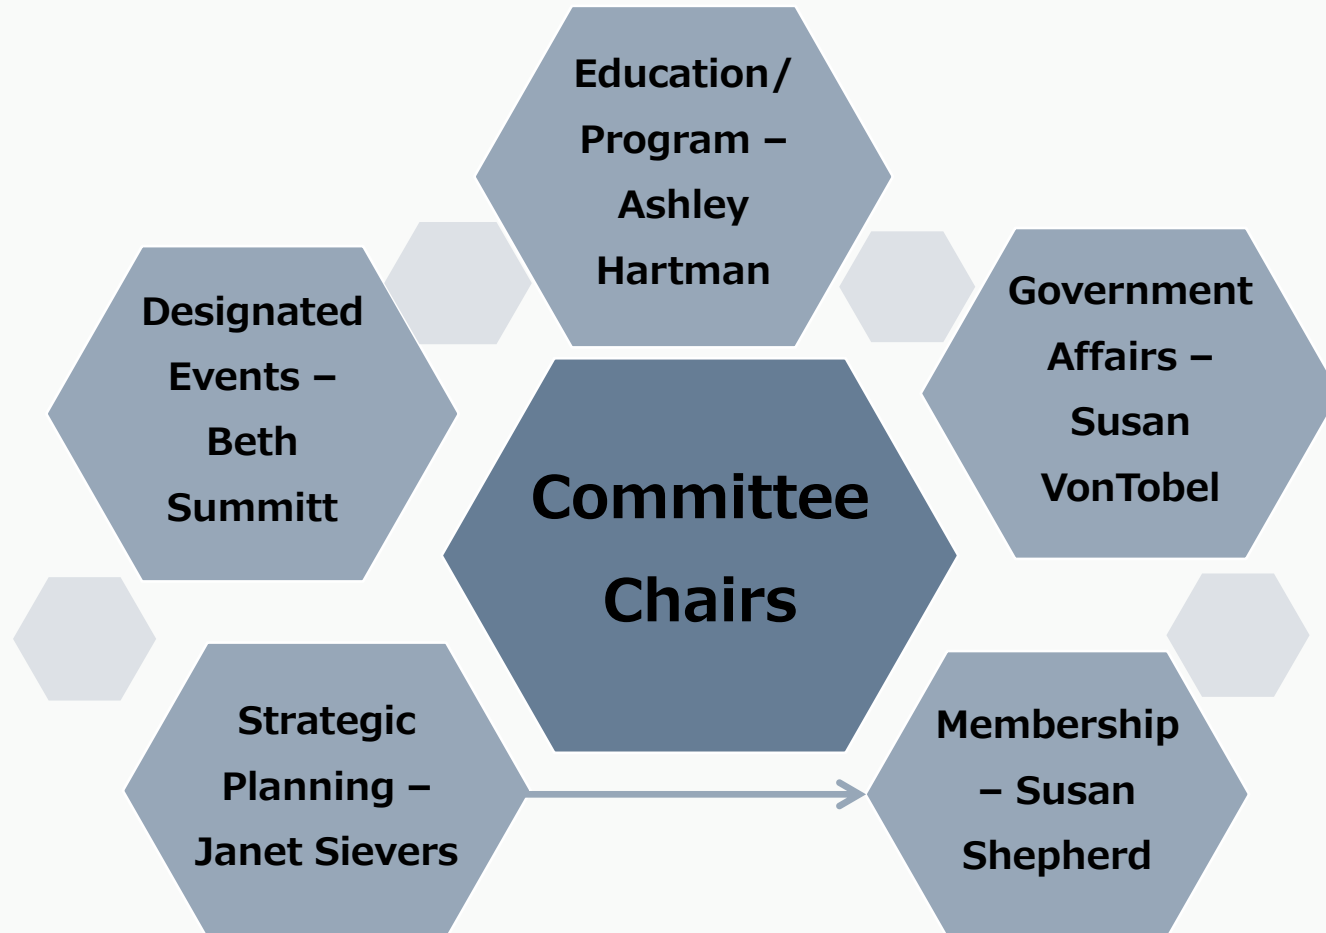 Education/
Program –
Ashley
Hartman
Designated
Events –
Beth
Summitt
Government
Affairs –
Susan
VonTobel
Committee
Chairs
Strategic
Planning –
Janet Sievers
Membership
– Susan
Shepherd